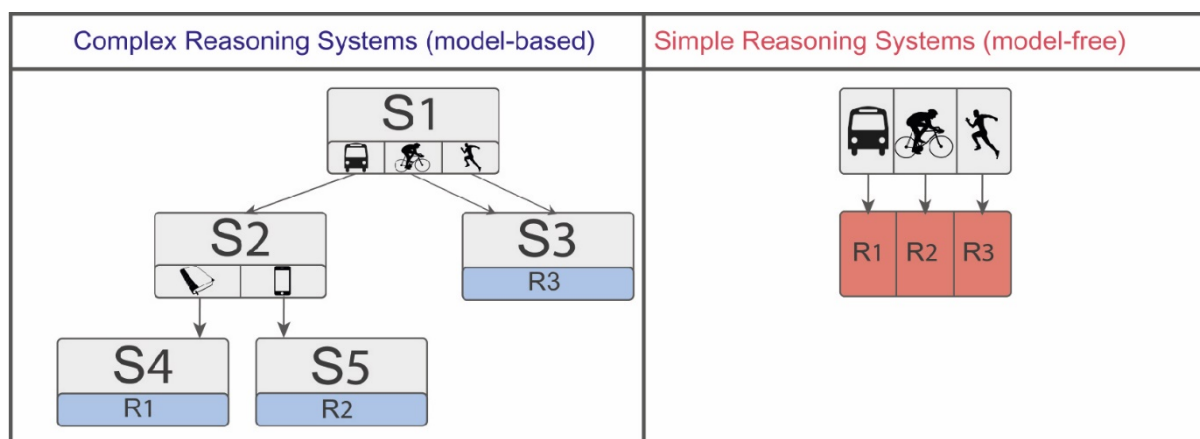 Complex Reasoning Systems (model-based)
Simple Reasoning Systems (model-free)
S1
S2
S3
R3
S4
R1
S5
R2
R1
R2
R3